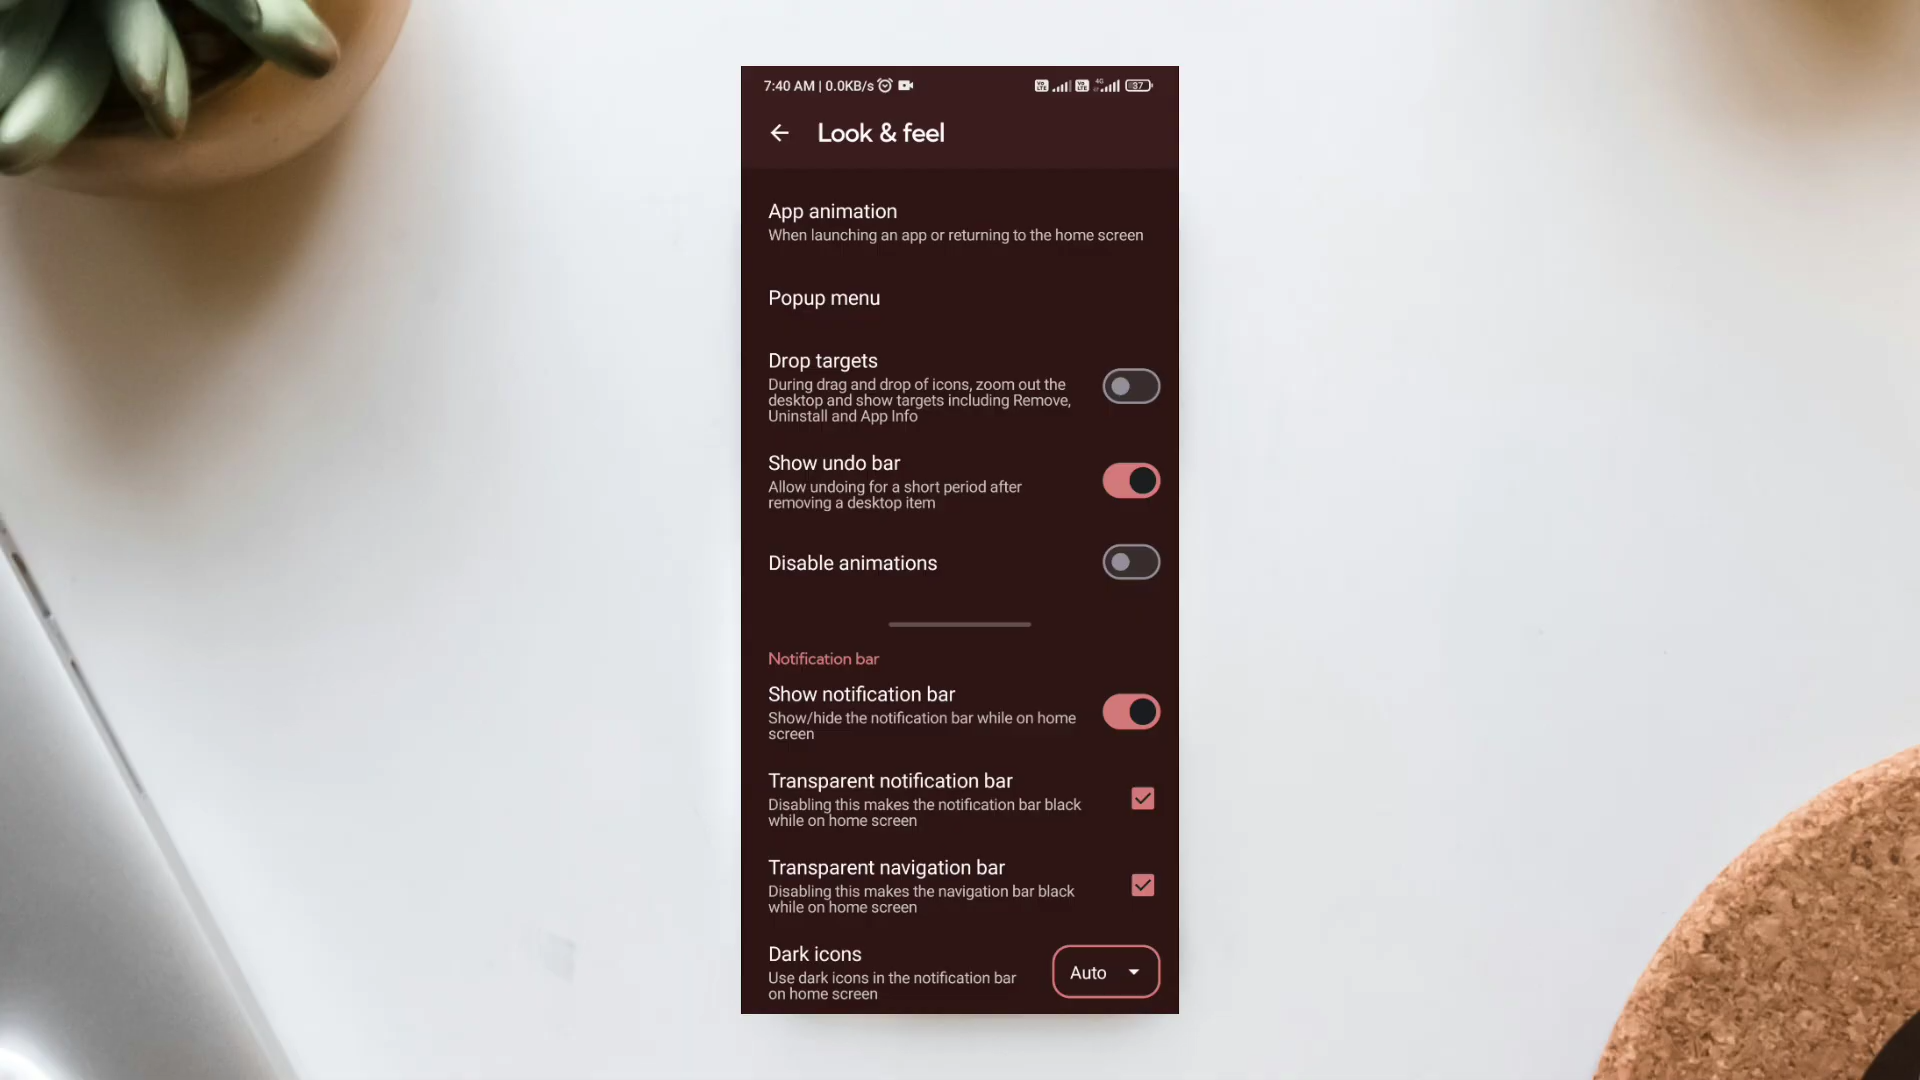 7:40 AM | 0.0KB/s
4G
37
Look & feel
App animation
When launching an app or returning to the home screen
Popup menu
Drop targets
During drag and drop of icons, zoom out the
desktop and show targets including Remove,
Uninstall and App Info
Show undo bar
Allow undoing for a short period after
removing a desktop item
Disable animations
Notification bar
Show notification bar
Show/hide the notification bar while on home
screen
Transparent notification bar
Disabling this makes the notification bar black
while on home screen
Transparent navigation bar
Disabling this makes the navigation bar black
while on home screen
Dark icons
Use dark icons in the notification bar
on home screen
Auto